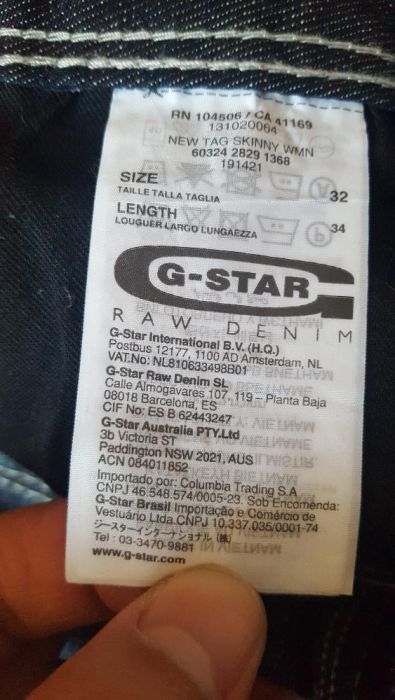 RN 104506 / CA 41169
131020064
NEW TAG SKINNY WMN
60324 2829 1368
191421
SIZE
TAILLE TALLA TAGLIA 32
LENGTH
LOUGUER LARGO LUNGAEZZA 34
G-STAR
RAW DENIM
G-Star International B.V. (H.Q.)
Postbus 12177, 1100 AD Amsterdam, NL
VAT.No: NL810633498B01
G-Star Raw Denim SL
Calle Almogavares 107, 119 – Planta Baja
08018 Barcelona, ES
CIF No: ES B 62443247
G-Star Australia PTY.Ltd
3b Victoria ST
Paddington NSW 2021, AUS
ACN 084011852
Importado por: Columbia Trading S.A
CNPJ 46.548.574/0005-23 Sob Encomenda:
G-Star Brasil Importação e Comércio de
Vestuário Ltda.CNPJ 10.337.035/0001-74
ジースターインターナショナル (株)
Tel : 03-3470-9881
www.g-star.com